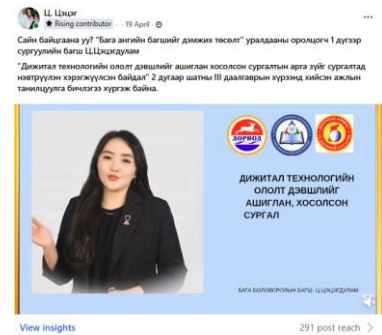 Ц. Цэцэг
Rising contributor · 19 April ·
Сайн байцгаана уу? "Бага ангийн багшийг дэмжих төсөлт" уралдааны оролцогч 1 дүгээр
сургуулийн багш Ц.Цэцэгдулам
"Дижитал технологийн ололт дэвшлийг ашиглан хосолсон сургалтын арга зүйг сургалтад
нэвтрүүлэн хэрэгжүүлсэн байдал" 2 дугаар шатны III даалгаврын хүрээнд хийсэн ажлын
танилцуулга бичлэгээ хүргэж байна.
ДОРНОД
ДИЖИТАЛ ТЕХНОЛОГИЙН
ОЛОЛТ ДЭВШЛИЙГ
АШИГЛАН, ХОСОЛСОН
СУРГАЛ
БАГА БОЛОВСРОЛЫН БАГШ: Ц.ЦЭЦЭГДУЛАМ
View insights
291 post reach